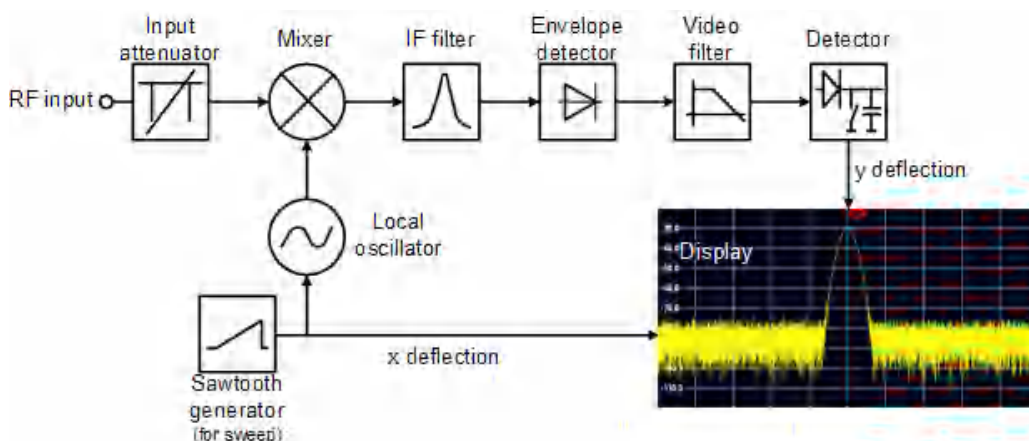 Input
attenuator
Mixer
IF filter
Envelope
detector
Video
filter
Detector
RF input
y deflection
Local
oscillator
Display
x deflection
Sawtooth
generator
(for sweep)